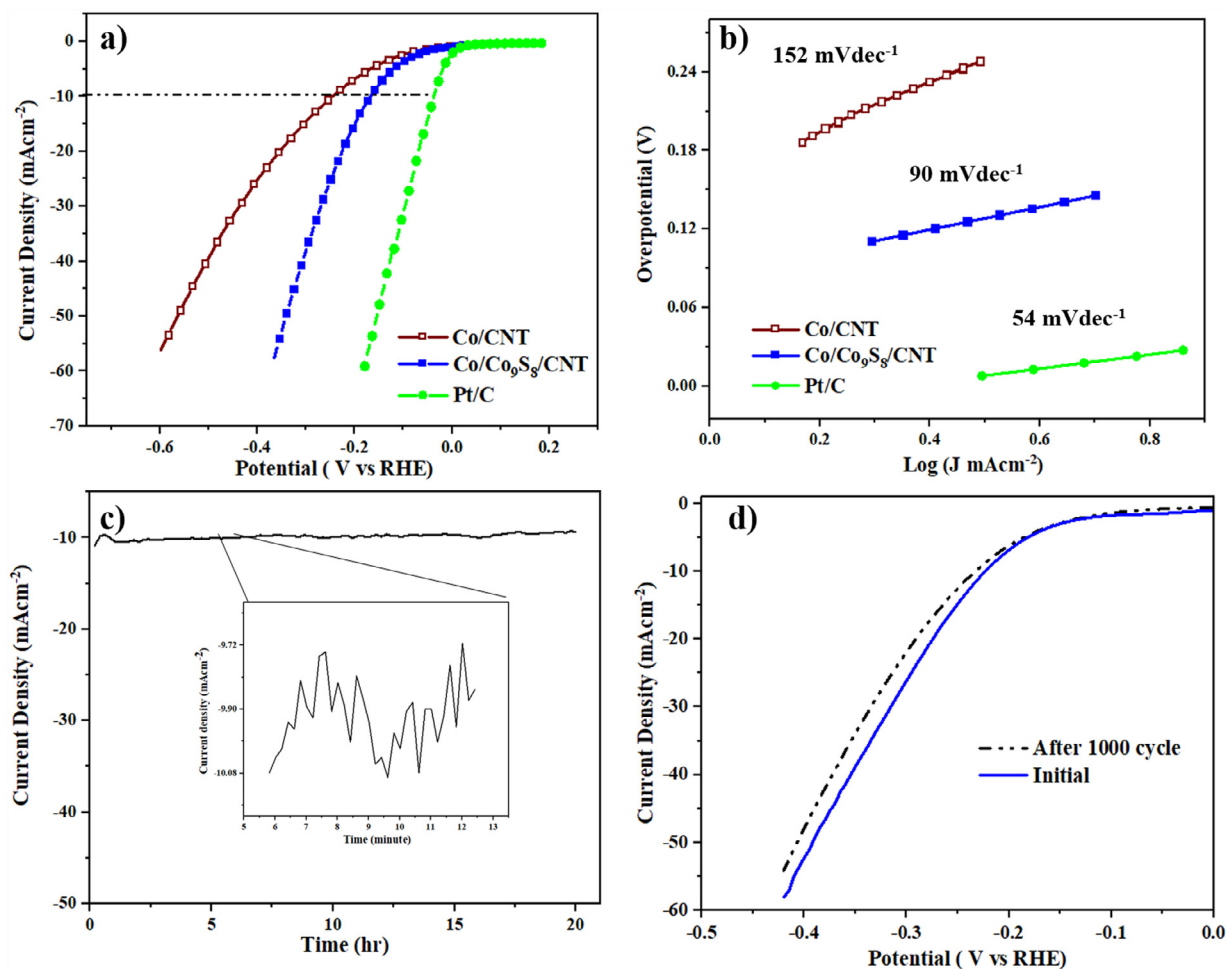 a)
0
-10
-20
-30
-40
-50
-60
-70
Current Density (mAcm-2)
-0.6
-0.4
-0.2
0.0
0.2
Potential ( V vs RHE)
Co/CNT
Co/Co9S8/CNT
Pt/C
b)
152 mVdec-1
90 mVdec-1
54 mVdec-1
0.24
0.18
0.12
0.06
0.00
Overpotential (V)
0.0
0.2
0.4
0.6
0.8
Log (J mAcm-2)
Co/CNT
Co/Co9S8/CNT
Pt/C
c)
-10
-20
-30
-40
-50
Current Density (mAcm-2)
0
5
10
15
20
Time (hr)
-9.72
-9.90
-10.08
Current density (mAcm-2)
5
6
7
8
9
10
11
12
13
Time (minute)
d)
0
-10
-20
-30
-40
-50
-60
Current Density (mAcm-2)
-0.5
-0.4
-0.3
-0.2
-0.1
0.0
Potential ( V vs RHE)
After 1000 cycle
Initial